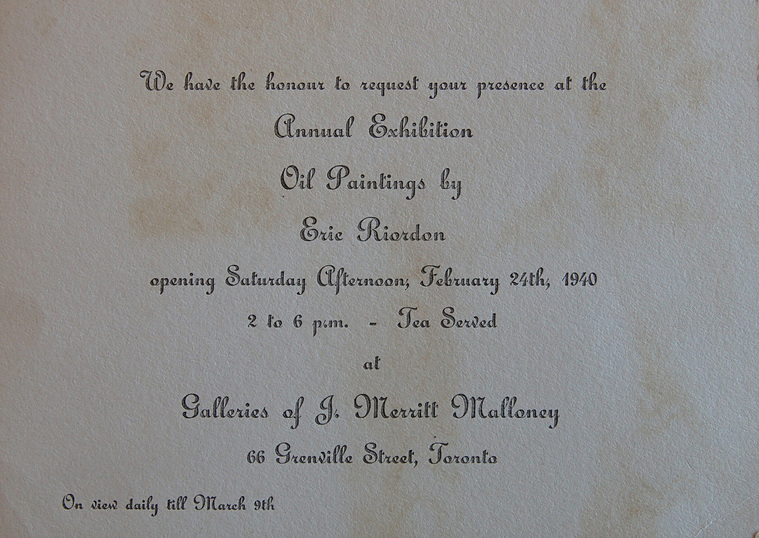 We have the honour to request your presence at the
Annual Exhibition
Oil Paintings by
Eric Riordon
opening Saturday Afternoon, February 24th, 1940
2 to 6 p.m. - Tea Served
at
Galleries of J. Merritt Malloney
66 Grenville Street, Toronto
On view daily till March 9th